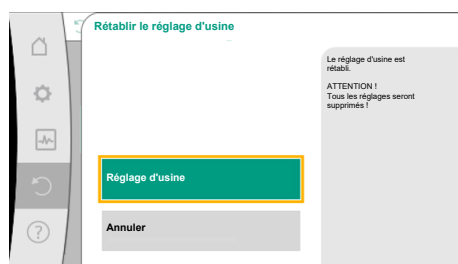 Rétablir le réglage d'usine
Le réglage d'usine est
rétabli.
ATTENTION !
Tous les réglages seront
supprimés !
Réglage d'usine
Annuler
?